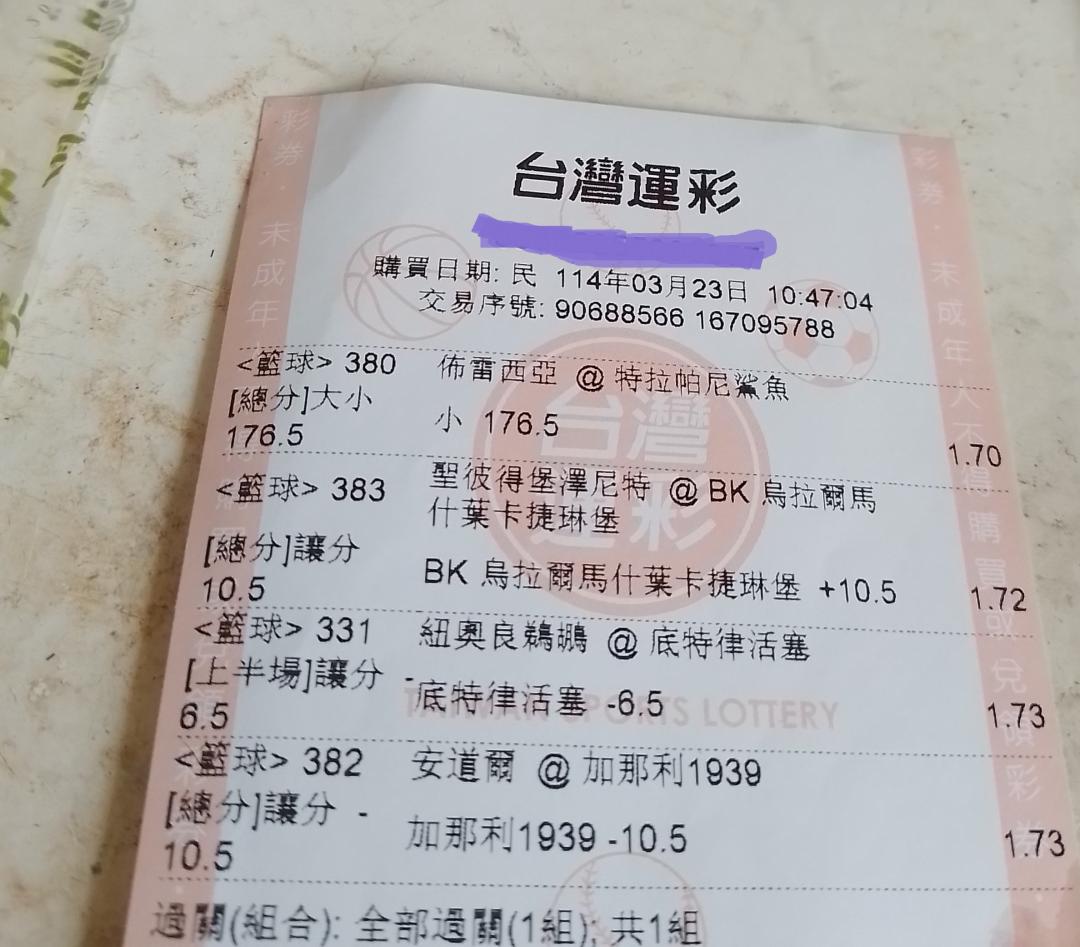 台灣運彩
購買日期: 民 114年03月23日 10:47:04
交易序號: 90688566 167095788
<籃球> 380 佈雷西亞 @ 特拉帕尼鯊魚
[總分]大小
176.5 小 176.5 1.70
<籃球> 383 聖彼得堡澤尼特 @ BK 烏拉爾馬
什葉卡捷琳堡
[總分]讓分
10.5 BK 烏拉爾馬什葉卡捷琳堡 +10.5 1.72
<籃球> 331 紐奧良鵜鶘 @ 底特律活塞
[上半場]讓分 -
6.5 底特律活塞 -6.5 1.73
<籃球> 382 安道爾 @ 加那利1939
[總分]讓分 -
10.5 加那利1939 -10.5 1.73
過關(組合): 全部過關(1組); 共1組
台灣
運彩
TAIWAN SPORTS LOTTERY
彩券.未成年
彩券.未成年人不得購買或兌領彩券